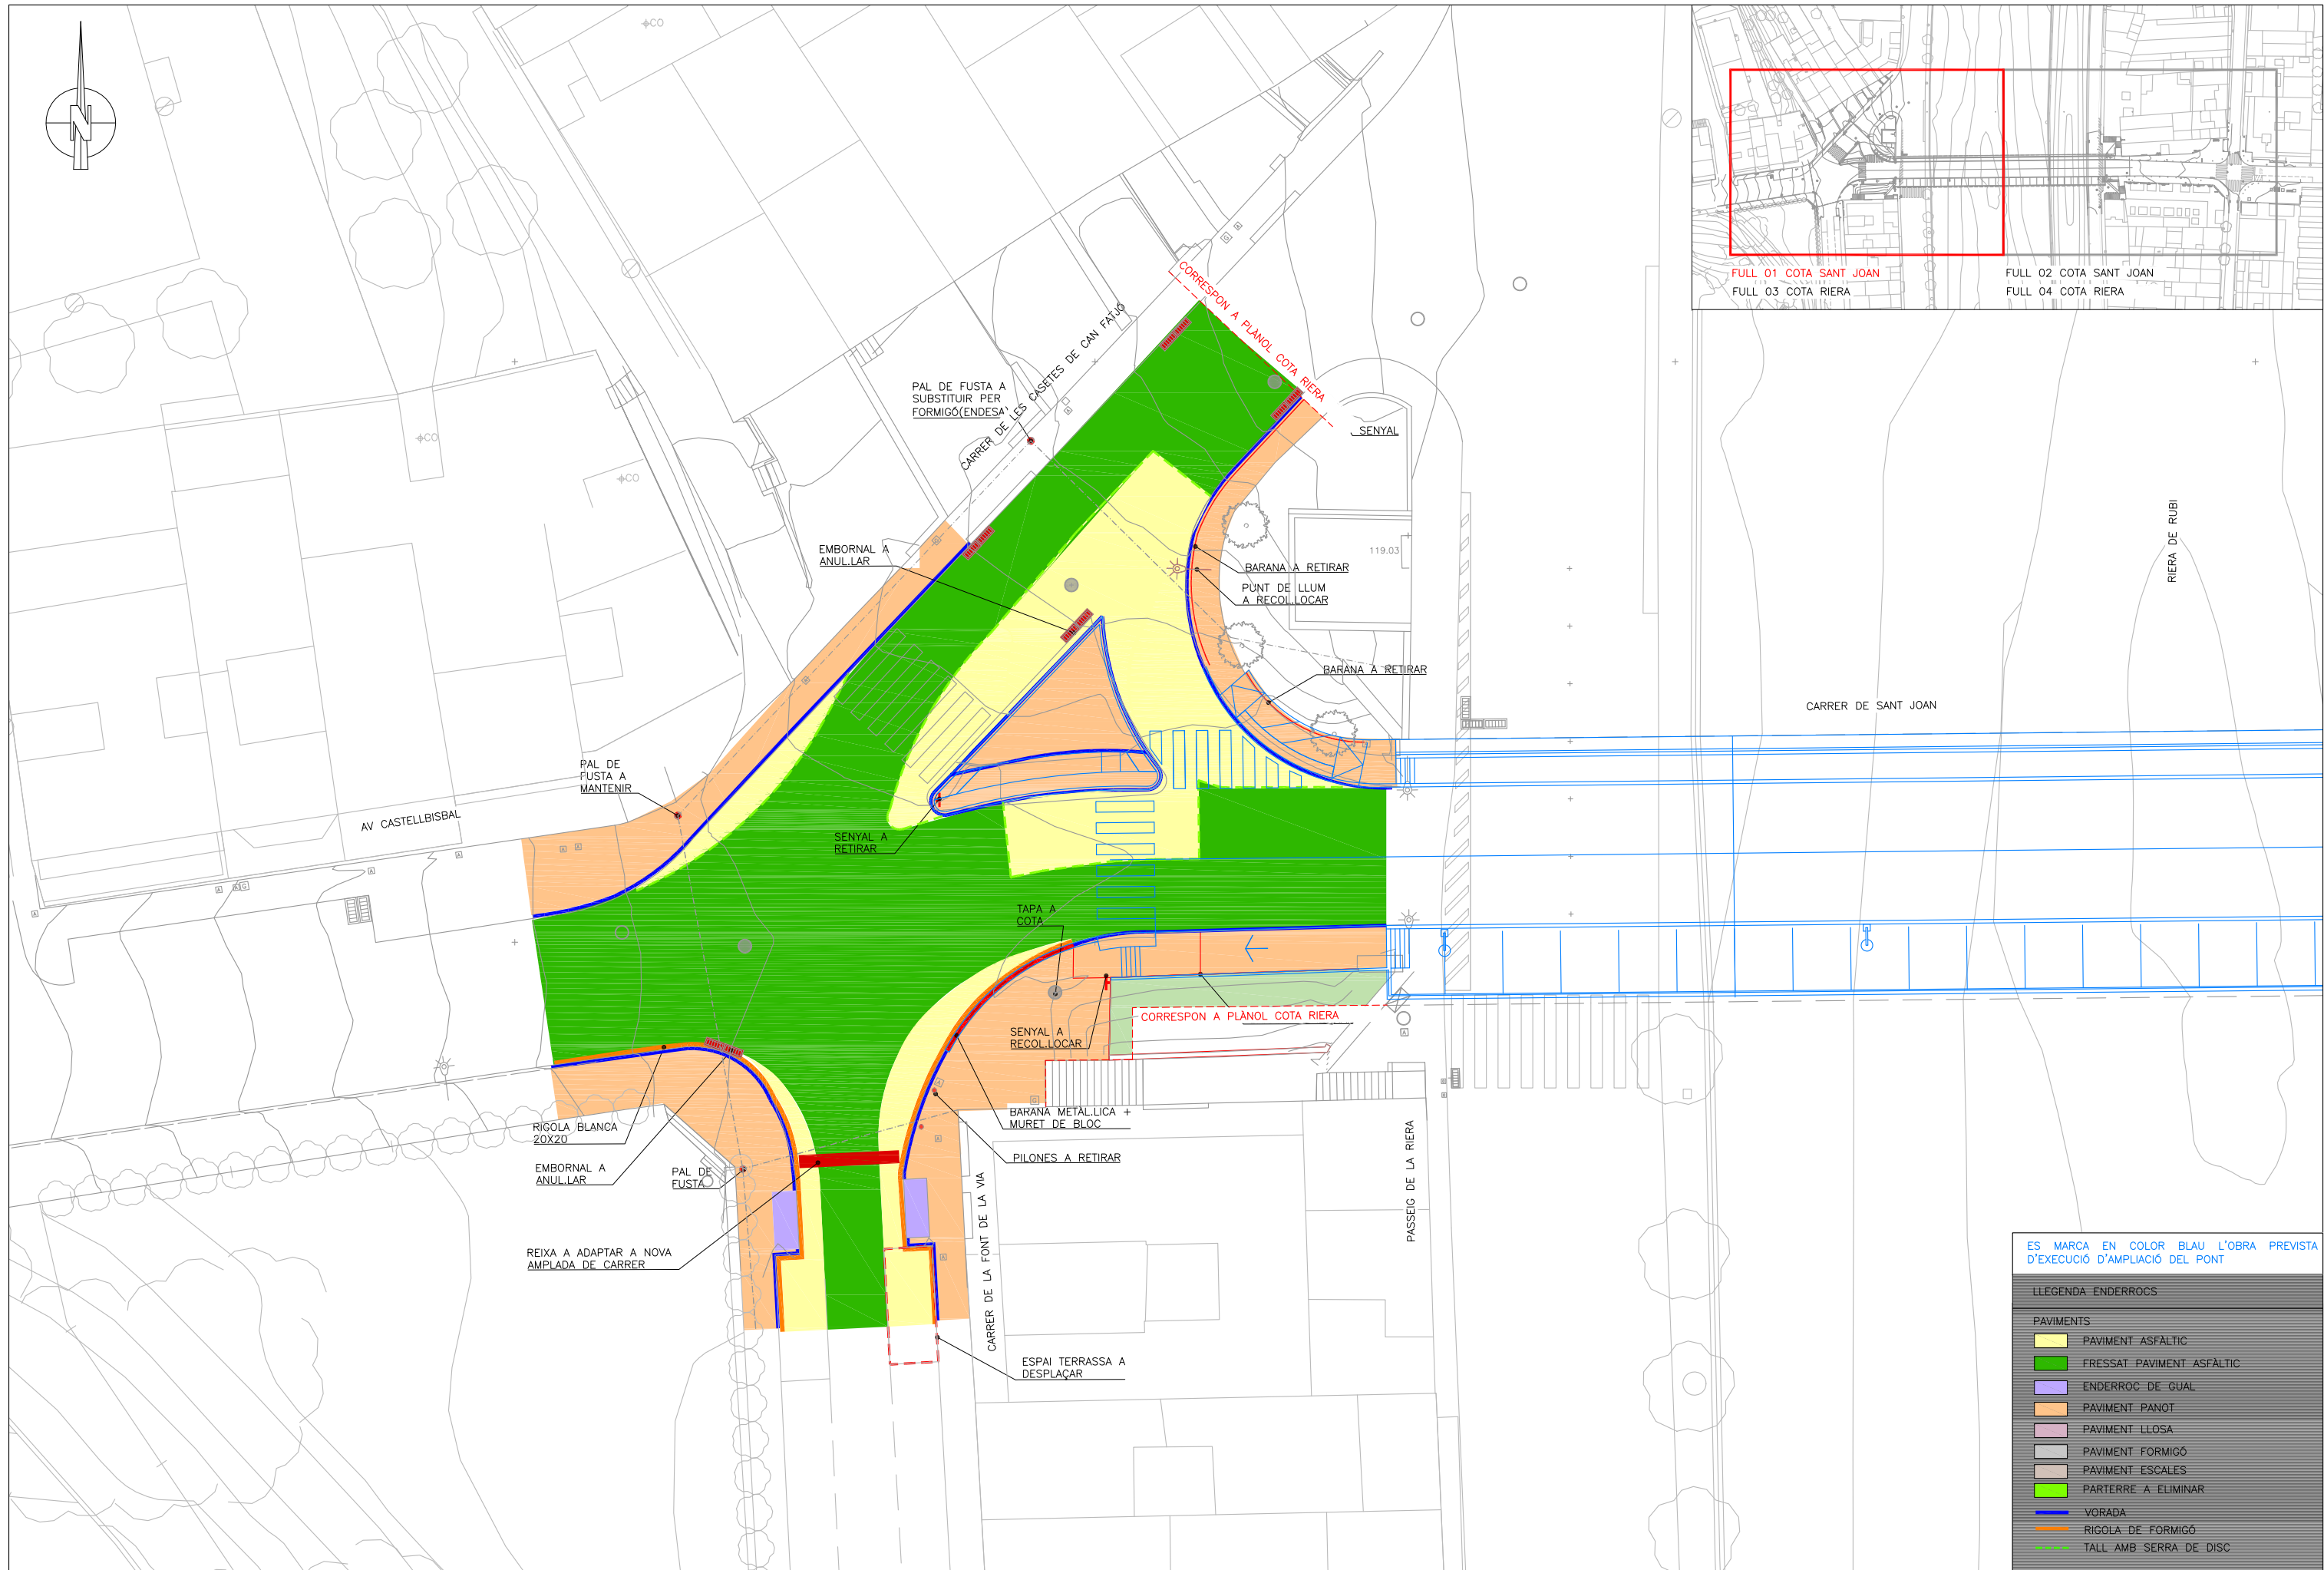 N
CO
CO
CO
FULL 01 COTA SANT JOAN
FULL 02 COTA SANT JOAN
FULL 03 COTA RIERA
FULL 04 COTA RIERA
CORRESPON A PLÀNOL COTA RIERA
CARRER DE LES CASETES DE CAN FATJÓ
PAL DE FUSTA A
SUBSTITUIR PER
FORMIGÓ(ENDESA)
SENYAL
EMBORNAL A
ANUL.LAR
119.03
BARANA A RETIRAR
PUNT DE LLUM
A RECOL.LOCAR
BARANA A RETIRAR
RIERA DE RUBI
CARRER DE SANT JOAN
PAL DE
FUSTA A
MANTENIR
AV CASTELLBISBAL
SENYAL A
RETIRAR
TAPA A
COTA
CORRESPON A PLÀNOL COTA RIERA
SENYAL A
RECOL.LOCAR
BARANA METÀL.LICA +
MURET DE BLOC
RIGOLA BLANCA
20X20
EMBORNAL A
ANUL.LAR
PAL DE
FUSTA
PILONES A RETIRAR
CARRER DE LA FONT DE LA VIA
PASSEIG DE LA RIERA
REIXA A ADAPTAR A NOVA
AMPLADA DE CARRER
ESPAI TERRASSA A
DESPLAÇAR
ES MARCA EN COLOR BLAU L'OBRA PREVISTA
D'EXECUCIÓ D'AMPLIACIÓ DEL PONT
LLEGENDA ENDERROCS
PAVIMENTS
PAVIMENT ASFÀLTIC
FRESSAT PAVIMENT ASFÀLTIC
ENDERROC DE GUAL
PAVIMENT PANOT
PAVIMENT LLOSA
PAVIMENT FORMIGÓ
PAVIMENT ESCALES
PARTERRE A ELIMINAR
VORADA
RIGOLA DE FORMIGÓ
TALL AMB SERRA DE DISC